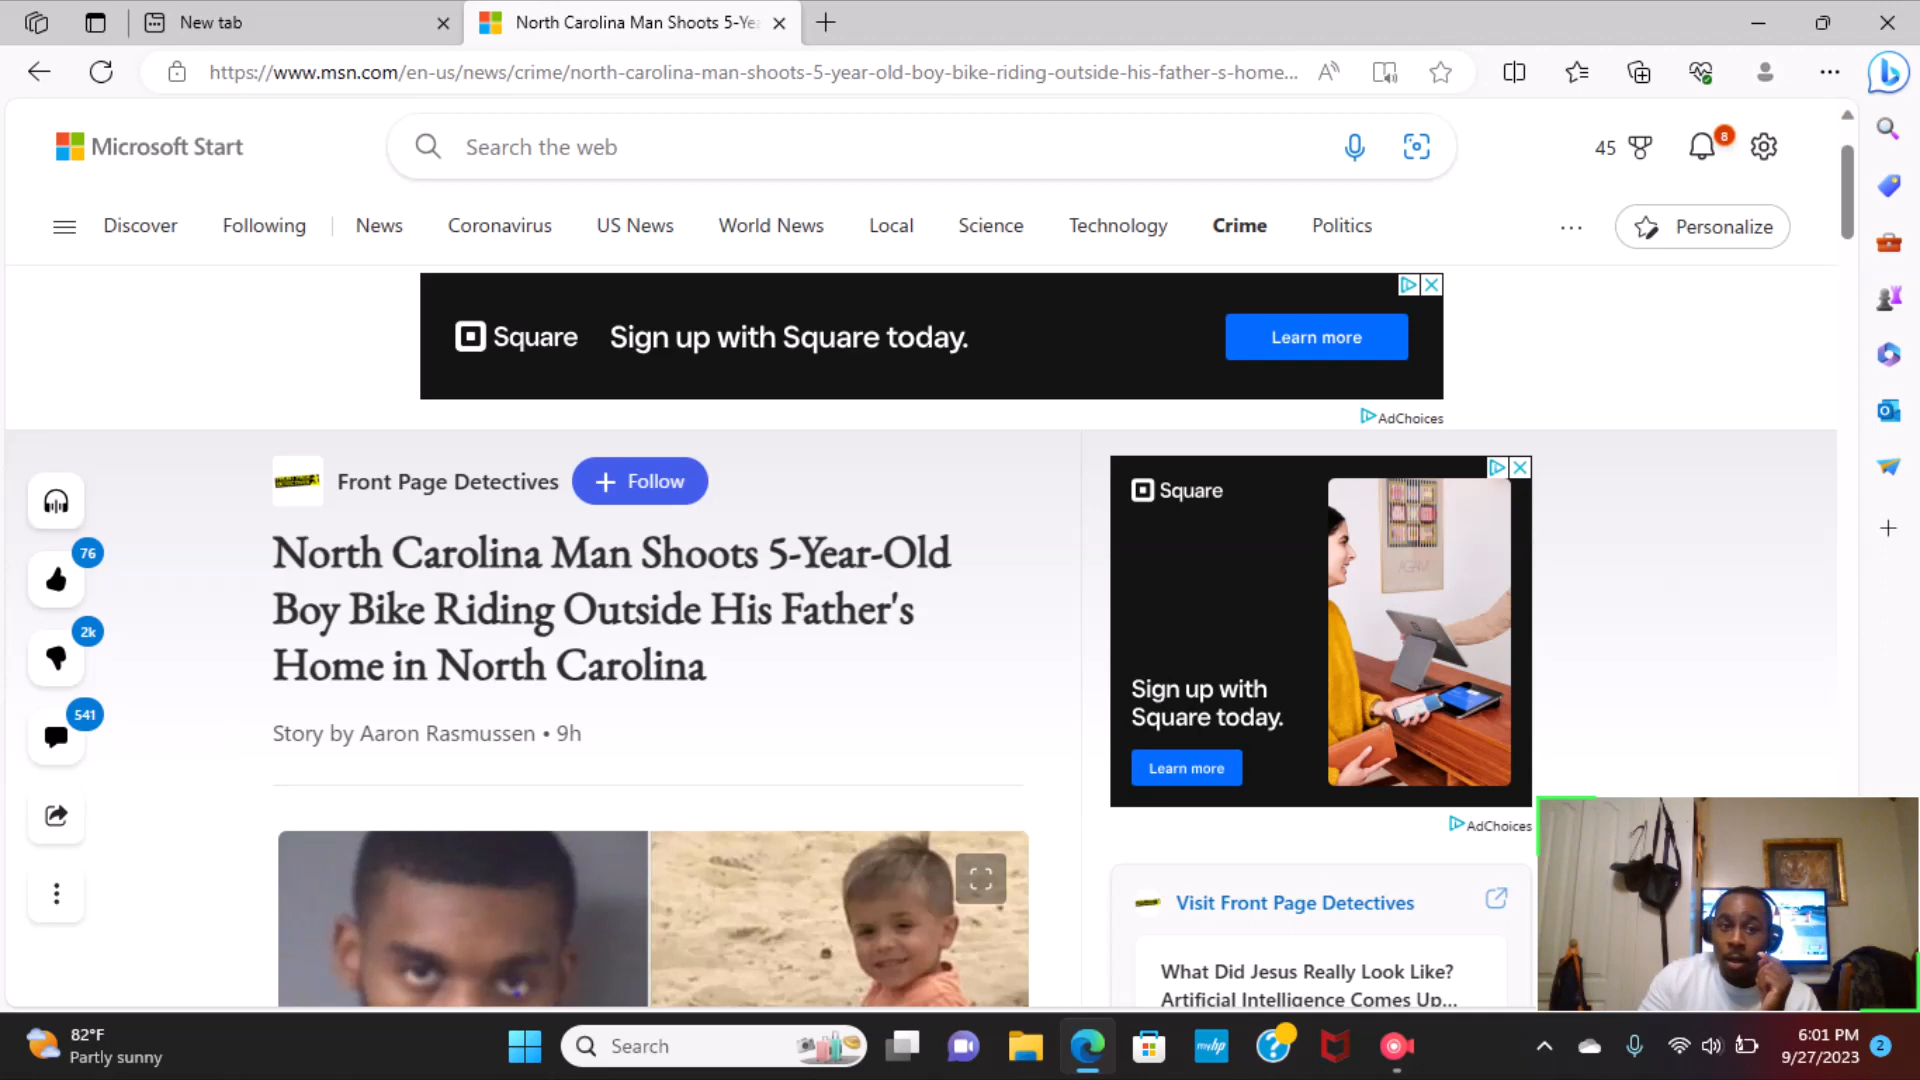 New tab
North Carolina Man Shoots 5-Ye
https://www.msn.com/en-us/news/crime/north-carolina-man-shoots-5-year-old-boy-bike-riding-outside-his-father-s-home...
Microsoft Start
Search the web
45
8
Discover
Following
News
Coronavirus
US News
World News
Local
Science
Technology
Crime
Politics
Personalize
Square
Sign up with Square today.
Learn more
AdChoices
Front Page Detectives
Follow
76
2k
541
North Carolina Man Shoots 5-Year-Old
Boy Bike Riding Outside His Father's
Home in North Carolina
Story by Aaron Rasmussen • 9h
Square
Sign up with
Square today.
Learn more
AdChoices
Visit Front Page Detectives
What Did Jesus Really Look Like?
Artificial Intelligence Comes Up...
82°F
Partly sunny
Search
myhp
6:01 PM
9/27/2023
2